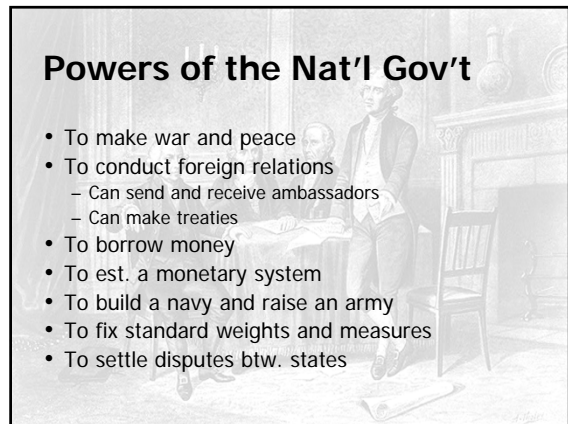 Powers of the Nat'l Gov't
• To make war and peace
• To conduct foreign relations
– Can send and receive ambassadors
– Can make treaties
• To borrow money
• To est. a monetary system
• To build a navy and raise an army
• To fix standard weights and measures
• To settle disputes btw. states